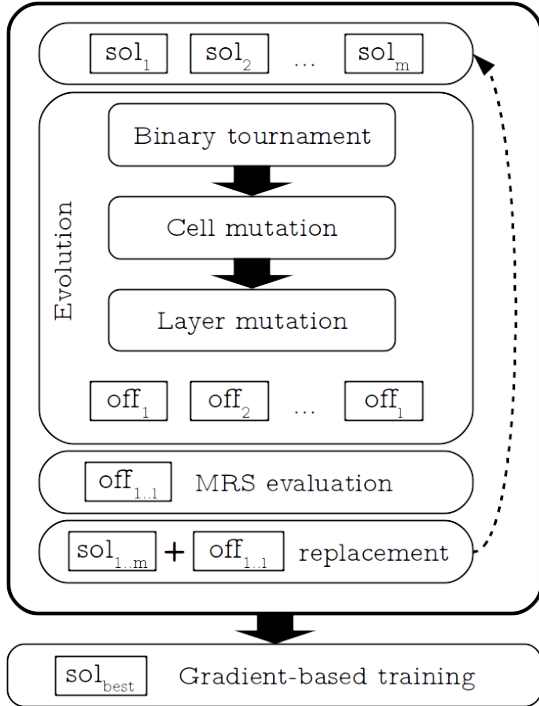 sol1 sol2 ... solm
Binary tournament
Cell mutation
Layer mutation
Evolution
off1 off2 ... offl
off1..l MRS evaluation
sol1..m + off1..l replacement
solbest Gradient-based training